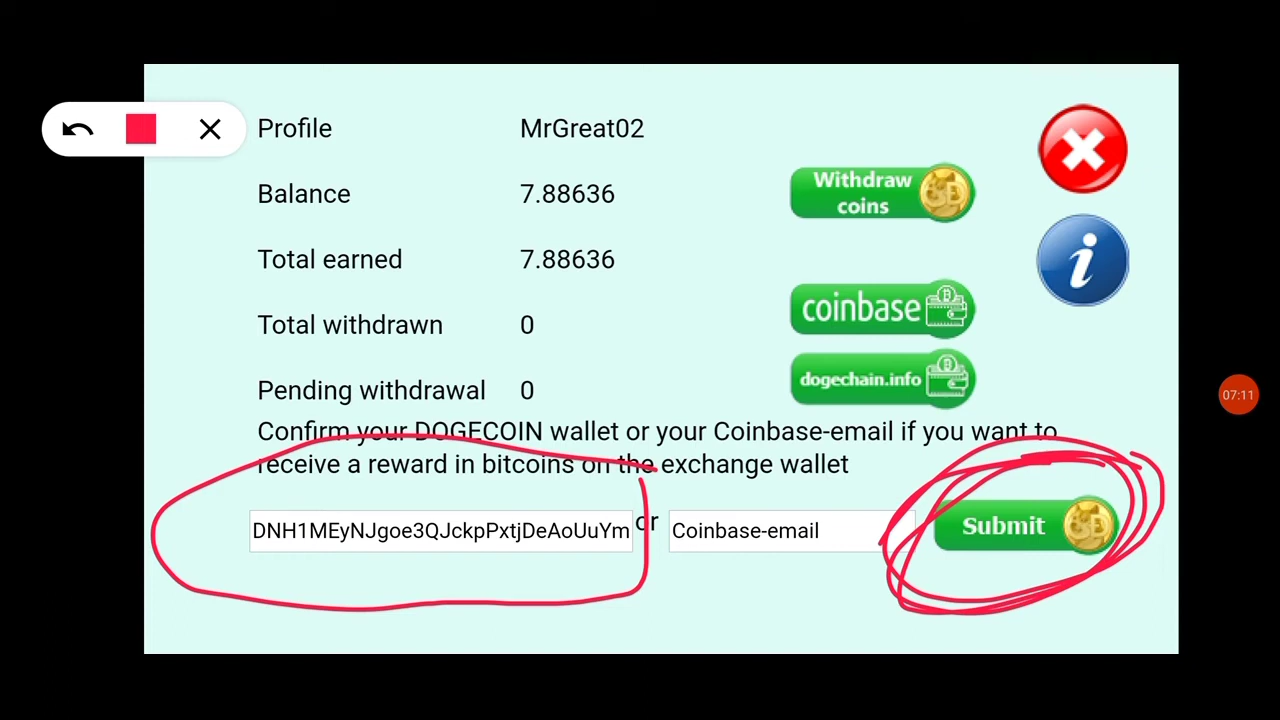 Profile MrGreat02
Balance 7.88636
Withdraw
coins
Total earned 7.88636
coinbase
Total withdrawn 0
dogechain.info
Pending withdrawal 0
Confirm your DOGECOIN wallet or your Coinbase-email if you want to
receive a reward in bitcoins on the exchange wallet
DNH1MEyNJgoe3QJckpPxtjDeAoUuYm or Coinbase-email Submit
07:11